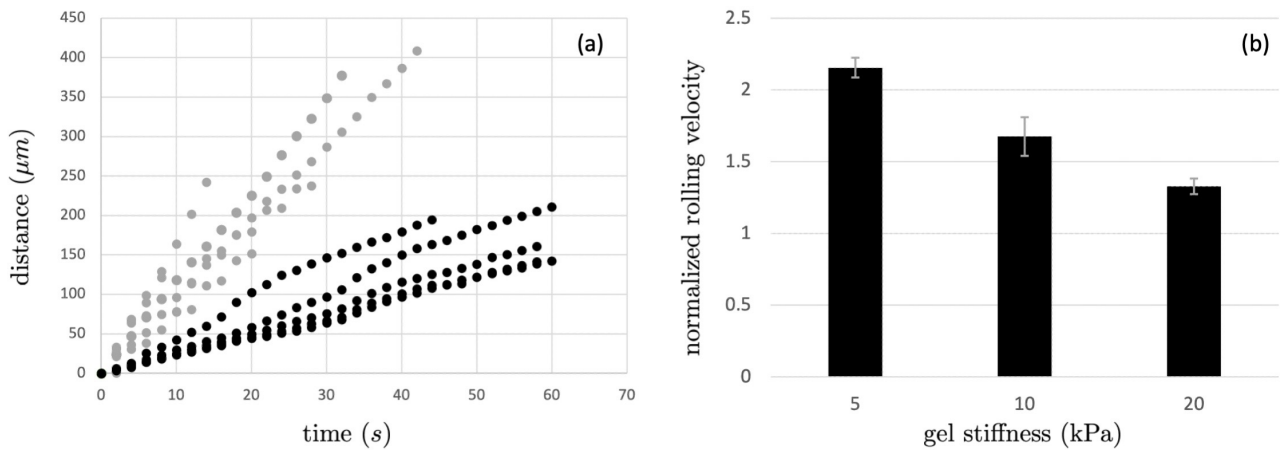 450
400
350
300
250
200
150
100
50
0
distance (μm)
(a)
0 10 20 30 40 50 60 70
time (s)
2.5
2
1.5
1
0.5
0
normalized rolling velocity
(b)
5 10 20
gel stiffness (kPa)